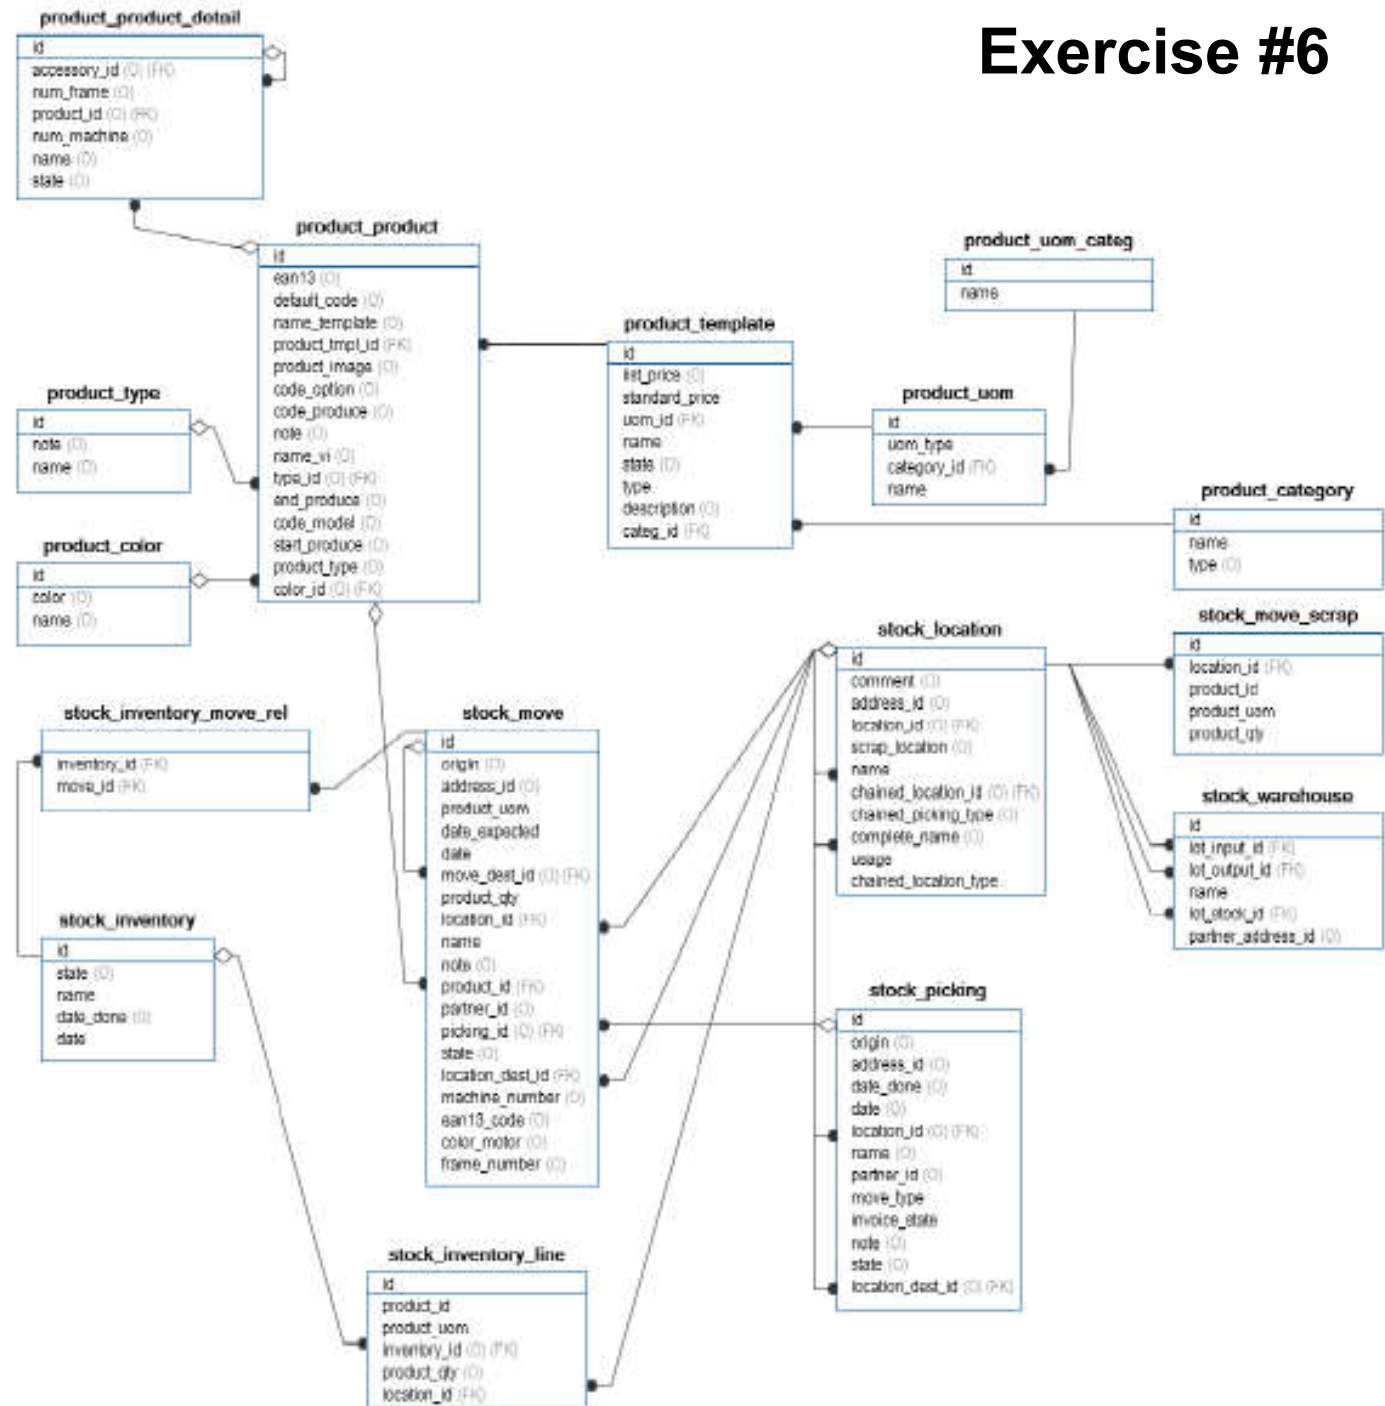 Exercise #6
product_product_detail
id
accessory_id (O) (FK)
num_frame (O)
product_id (O) (FK)
num_machine (O)
name (O)
state (O)
product_product
id
ean13 (O)
default_code (O)
name_template (O)
product_tmpl_id (FK)
product_image (O)
code_option (O)
code_produce (O)
note (O)
name_vi (O)
type_id (O) (FK)
end_produce (O)
code_model (O)
start_produce (O)
product_type (O)
color_id (O) (FK)
product_uom_categ
id
name
product_template
id
list_price (O)
standard_price
uom_id (FK)
name
state (O)
type
description (O)
categ_id (FK)
product_uom
id
uom_type
category_id (FK)
name
product_type
id
note (O)
name (O)
product_category
id
name
type (O)
product_color
id
color (O)
name (O)
stock_location
id
comment (O)
address_id (O)
location_id (O) (FK)
scrap_location (O)
name
chained_location_id (O) (FK)
chained_picking_type (O)
complete_name (O)
usage
chained_location_type
stock_move_scrap
id
location_id (FK)
product_id
product_uom
product_qty
stock_inventory_move_rel
inventory_id (FK)
move_id (FK)
stock_move
id
origin (O)
address_id (O)
product_uom
date_expected
date
move_dest_id (O) (FK)
product_qty
location_id (FK)
name
note (O)
product_id (FK)
partner_id (O)
picking_id (O) (FK)
state (O)
location_dest_id (FK)
machine_number (O)
ean13_code (O)
color_motor (O)
frame_number (O)
stock_warehouse
id
lot_input_id (FK)
lot_output_id (FK)
name
lot_stock_id (FK)
partner_address_id (O)
stock_inventory
id
state (O)
name
date_done (O)
date
stock_picking
id
origin (O)
address_id (O)
date_done (O)
date (O)
location_id (O) (FK)
name (O)
partner_id (O)
move_type
invoice_state
note (O)
state (O)
location_dest_id (O) (FK)
stock_inventory_line
id
product_id
product_uom
inventory_id (O) (FK)
product_qty (O)
location_id (FK)